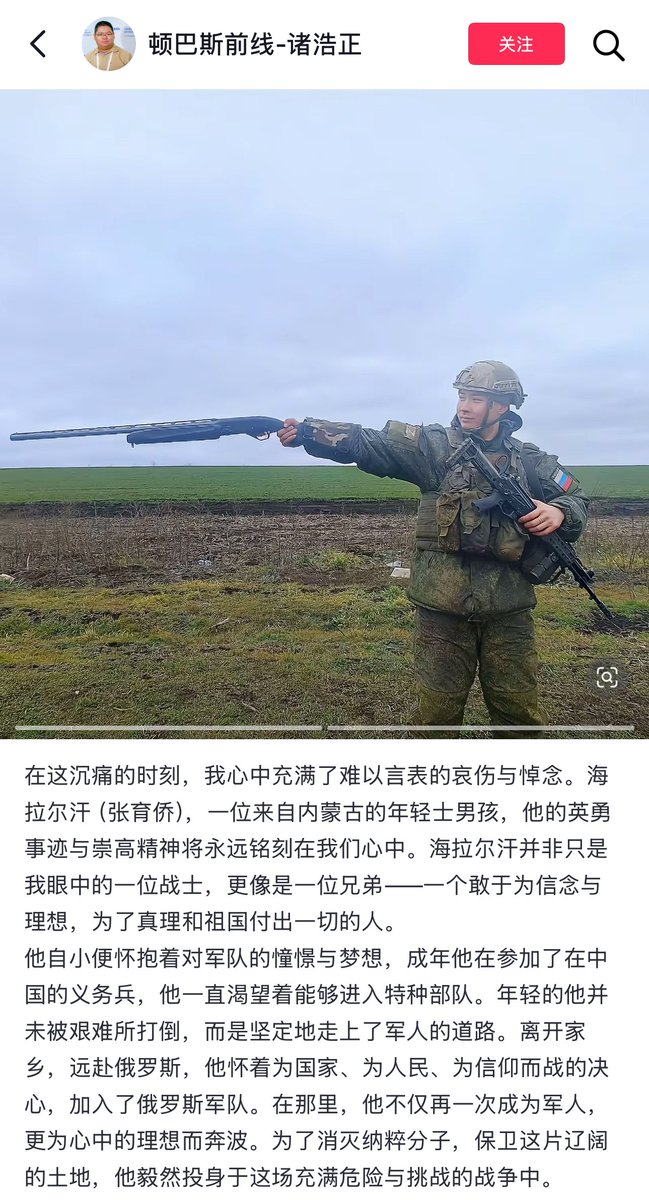 顿巴斯前线-诸浩正
关注
在这沉痛的时刻，我心中充满了难以言表的哀伤与悼念。海
拉尔汗（张育侨），一位来自内蒙古的年轻士男孩，他的英勇
事迹与崇高精神将永远铭刻在我们心中。海拉尔汗并非只是
我眼中的一位战士，更像是一位兄弟——一个敢于为信念与
理想，为了真理和祖国付出一切的人。
他自小便怀抱着对军队的憧憬与梦想，成年他在参加了在中
国的义务兵，他一直渴望着能够进入特种部队。年轻的他并
未被艰难所打倒，而是坚定地走上了军人的道路。离开家
乡，远赴俄罗斯，他怀着为国家、为人民、为信仰而战的决
心，加入了俄罗斯军队。在那里，他不仅再一次成为军人，
更为心中的理想而奔波。为了消灭纳粹分子，保卫这片辽阔
的土地，他毅然投身于这场充满危险与挑战的战争中。